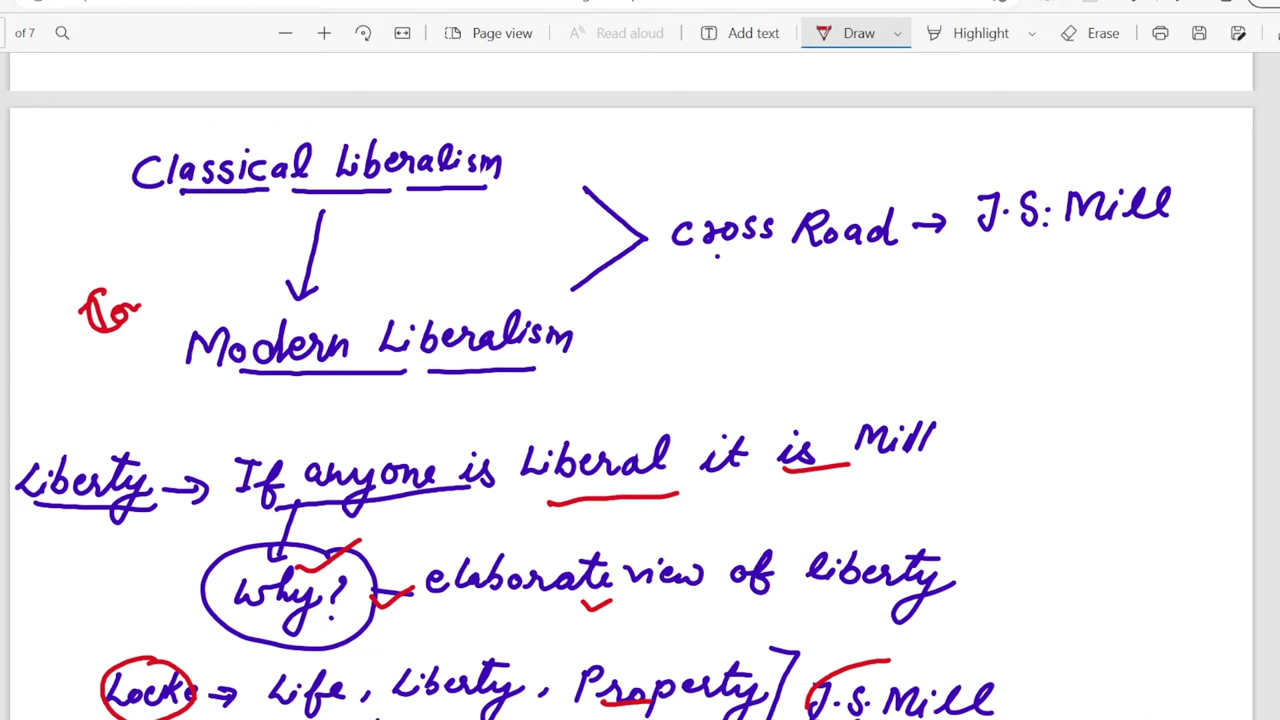 of 7 Page view Read aloud Add text Draw Highlight Erase
Classical Liberalism
Cross Road → J.S. Mill
Modern Liberalism
Liberty → If anyone is Liberal it is Mill
Why? - elaborate view of liberty
Locke → Life, Liberty, Property] J.S. Mill